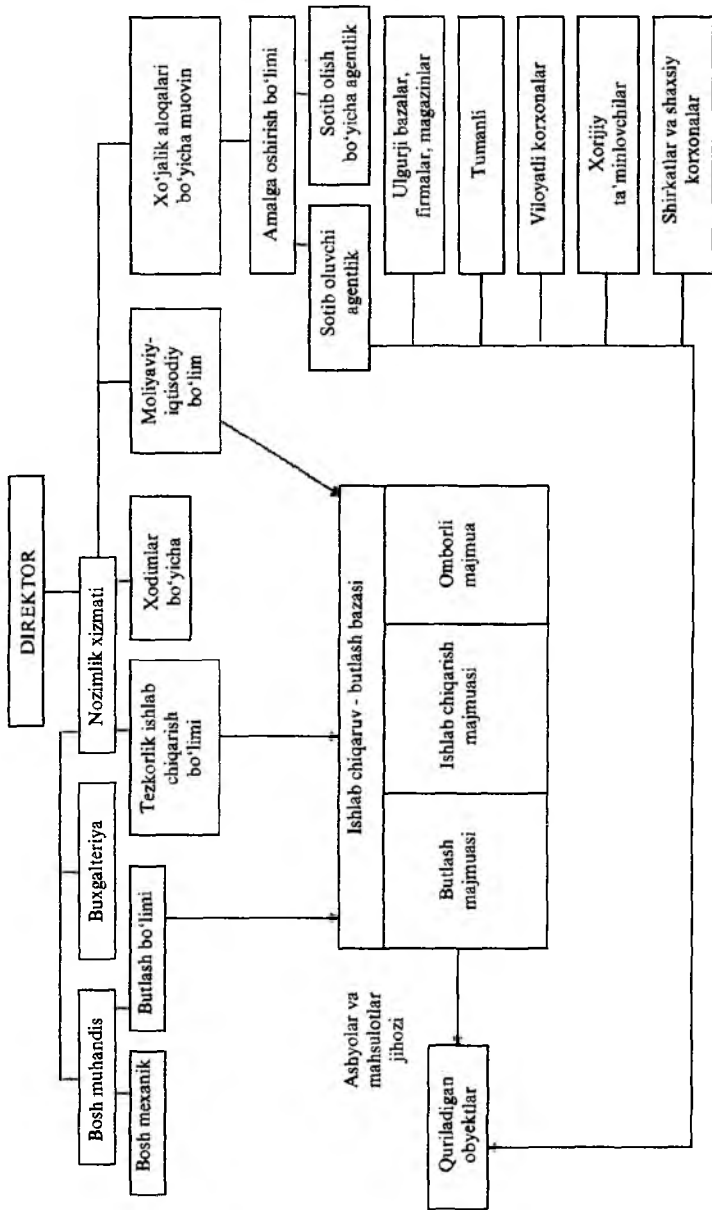 DIREKTOR
Nozimlik xizmati
Bosh muhandis
Buxgalteriya
Bosh mexanik
Butlash bo‘limi
Tezkorlik ishlab
chiqarish
bo‘limi
Xodimlar
bo‘yicha
Moliyaviy-
iqtisodiy
bo‘lim
Xo‘jalik aloqalari
bo‘yicha muovin
Amalga oshirish bo‘limi
Sotib oluvchi
agentlik
Sotib olish
bo‘yicha agentlik
Ulgurji bazalar,
firmalar, magazinlar
Tumanli
Viloyatli korxonalar
Xorijiy
ta`minlovchilar
Shirkatlar va shaxsiy
korxonalar
Ishlab chiqaruv - butlash bazasi
Butlash
majmuasi
Ishlab chiqarish
majmuasi
Omborli
majmua
Ashyolar va
mahsulotlar
jihozi
Quriladigan
obyektlar